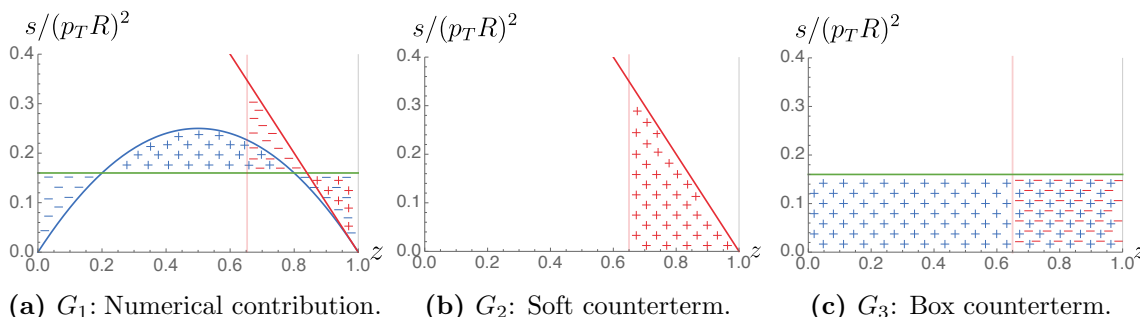 s/(p_T R)^2 s/(p_T R)^2 s/(p_T R)^2
0.4 0.4 0.4
0.3 0.3 0.3
0.2 0.2 0.2
0.1 0.1 0.1
0.0 0.0 0.0
0.0 0.2 0.4 0.6 0.8 1.0 z 0.0 0.2 0.4 0.6 0.8 1.0 z 0.0 0.2 0.4 0.6 0.8 1.0 z
(a) G_1: Numerical contribution. (b) G_2: Soft counterterm. (c) G_3: Box counterterm.